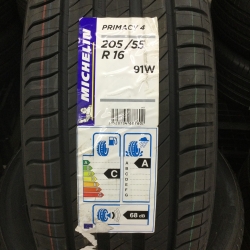 MICHELIN
PRIMACY 4
205/55
R 16
91W
C
A
68 dB